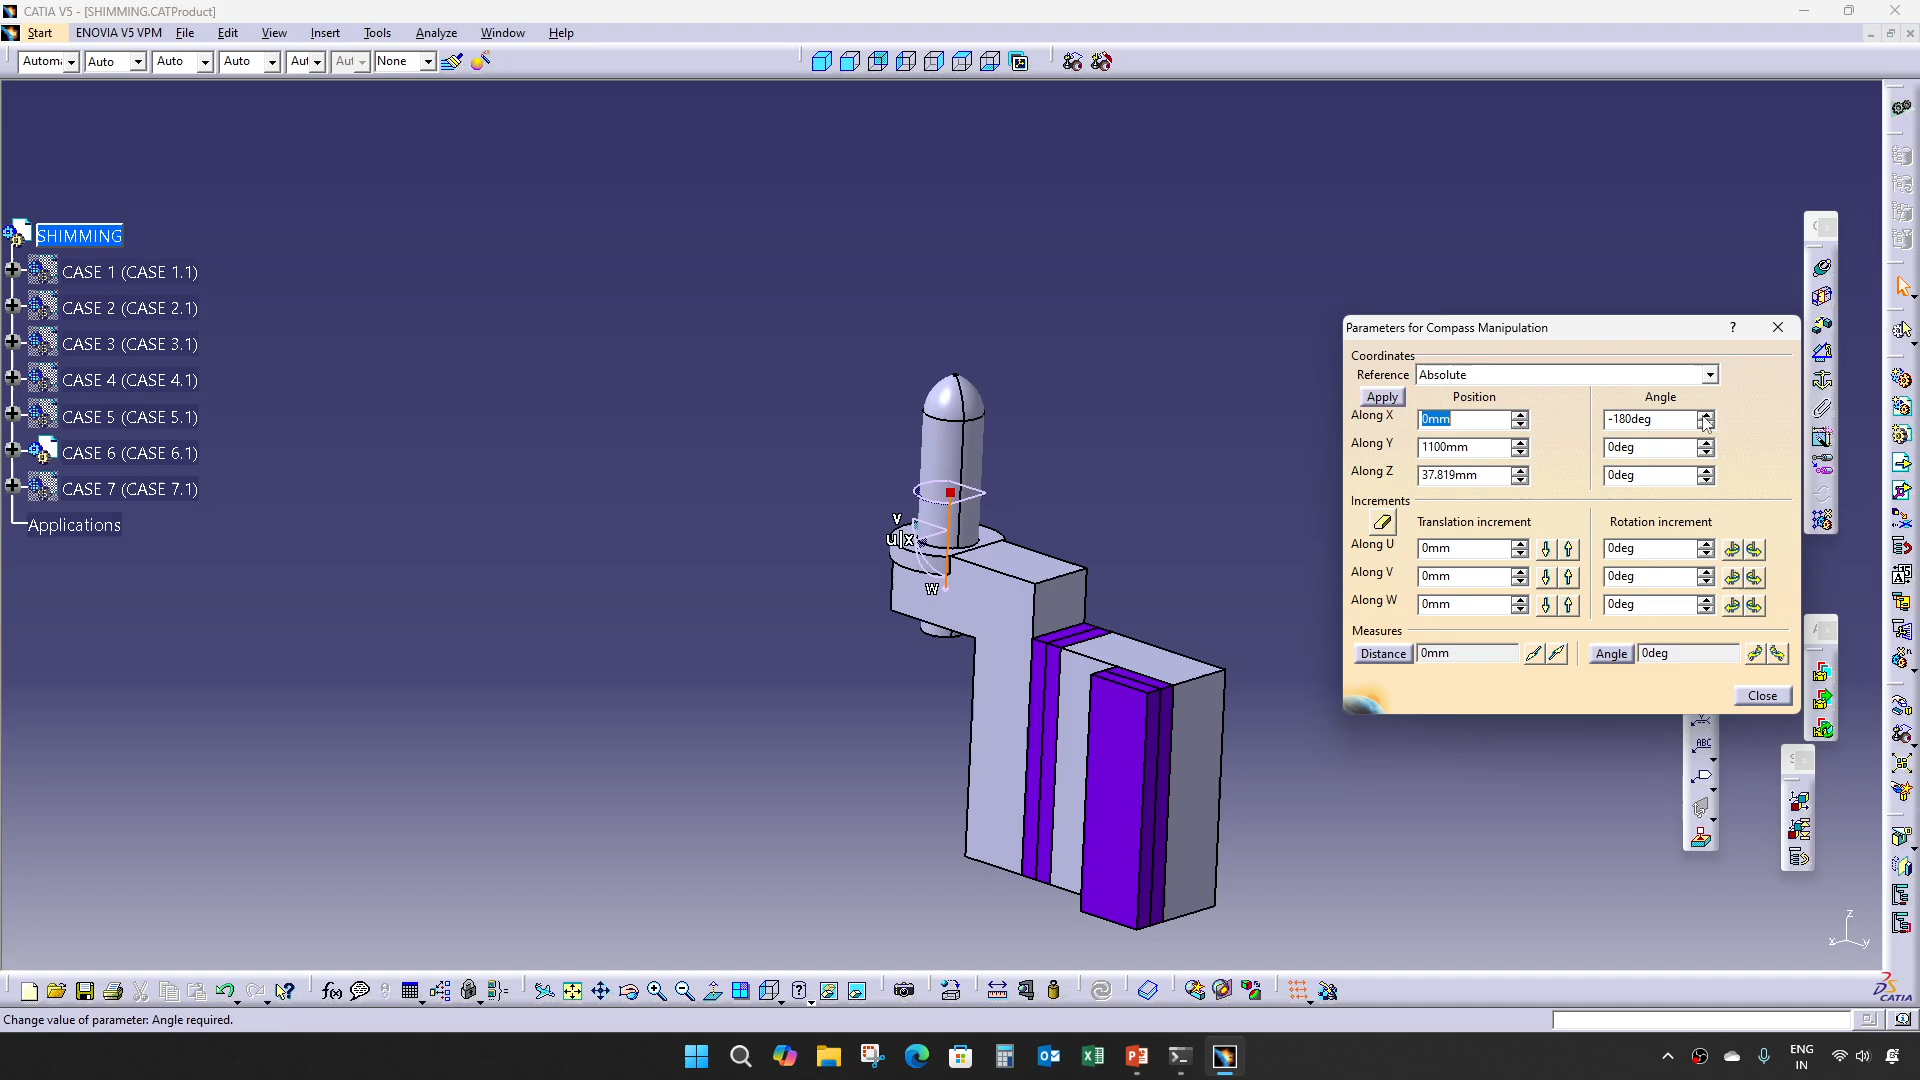 CATIA V5 - [SHIMMING.CATProduct]
Start ENOVIA V5 VPM File Edit View Insert Tools Analyze Window Help
Auto Auto Auto None
SHIMMING
CASE 1 (CASE 1.1)
CASE 2 (CASE 2.1)
CASE 3 (CASE 3.1)
CASE 4 (CASE 4.1)
CASE 5 (CASE 5.1)
CASE 6 (CASE 6.1)
CASE 7 (CASE 7.1)
Applications
v
u|x
w
Parameters for Compass Manipulation ?
Coordinates
Reference Absolute
Apply Position Angle
Along X 0mm -180deg
Along Y 1100mm 0deg
Along Z 37.819mm 0deg
Increments
Translation increment Rotation increment
Along U 0mm 0deg
Along V 0mm 0deg
Along W 0mm 0deg
Measures
Distance 0mm Angle 0deg
Close
ABC
z
x y
f(x)
DS
CATIA
Change value of parameter: Angle required.
ENG
IN